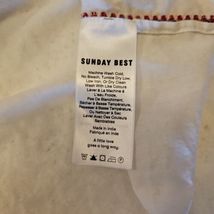 SUNDAY BEST
Machine Wash Cold,
No Bleach, Tumble Dry Low,
Low Iron, Or Dry Clean
Wash With Like Colours
Laver À La Machine À
L'eau Froide,
Pas De Blanchiment,
Sécher À Basse Température,
Repasser À Basse Température,
Ou Nettoyer À Sec
Laver Avec Des Couleurs
Semblables
Made in India
Fabriqué en Inde
A little love
goes a long way.